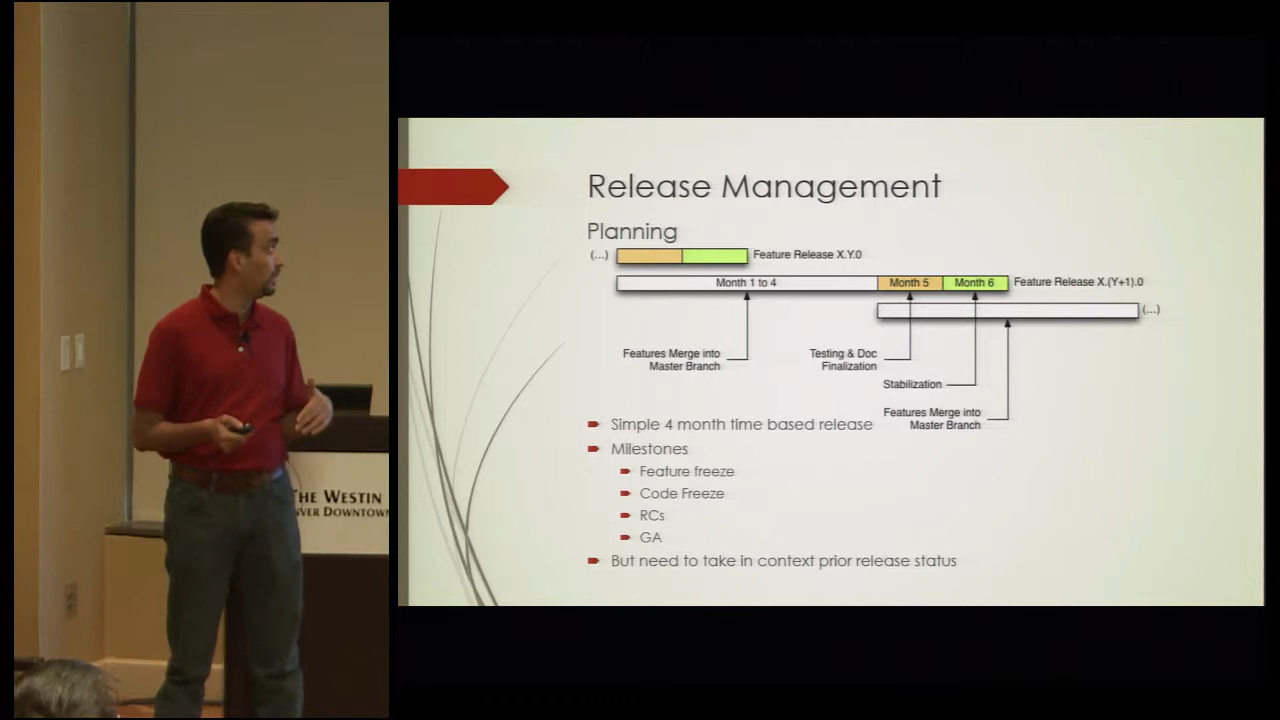 Release Management
Planning
(...)
Feature Release X.Y.0
Month 1 to 4
Month 5
Month 6
Feature Release X.(Y+1).0
(...)
Features Merge into
Master Branch
Testing & Doc
Finalization
Stabilization
Features Merge into
Master Branch
Simple 4 month time based release
Milestones
Feature freeze
Code Freeze
RCs
GA
But need to take in context prior release status
THE WESTIN
NVER DOWNTOWN